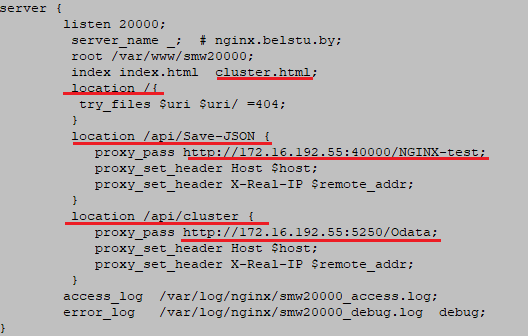 server {
listen 20000;
server_name _;  # nginx.belstu.by;
root /var/www/smw20000;
index index.html  cluster.html;
location /{
try_files $uri $uri/ =404;
}
location /api/Save-JSON {
proxy_pass http://172.16.192.55:40000/NGINX-test;
proxy_set_header Host $host;
proxy_set_header X-Real-IP $remote_addr;
}
location /api/cluster {
proxy_pass http://172.16.192.55:5250/Odata;
proxy_set_header Host $host;
proxy_set_header X-Real-IP $remote_addr;
}
access_log  /var/log/nginx/smw20000_access.log;
error_log   /var/log/nginx/smw20000_debug.log  debug;
}